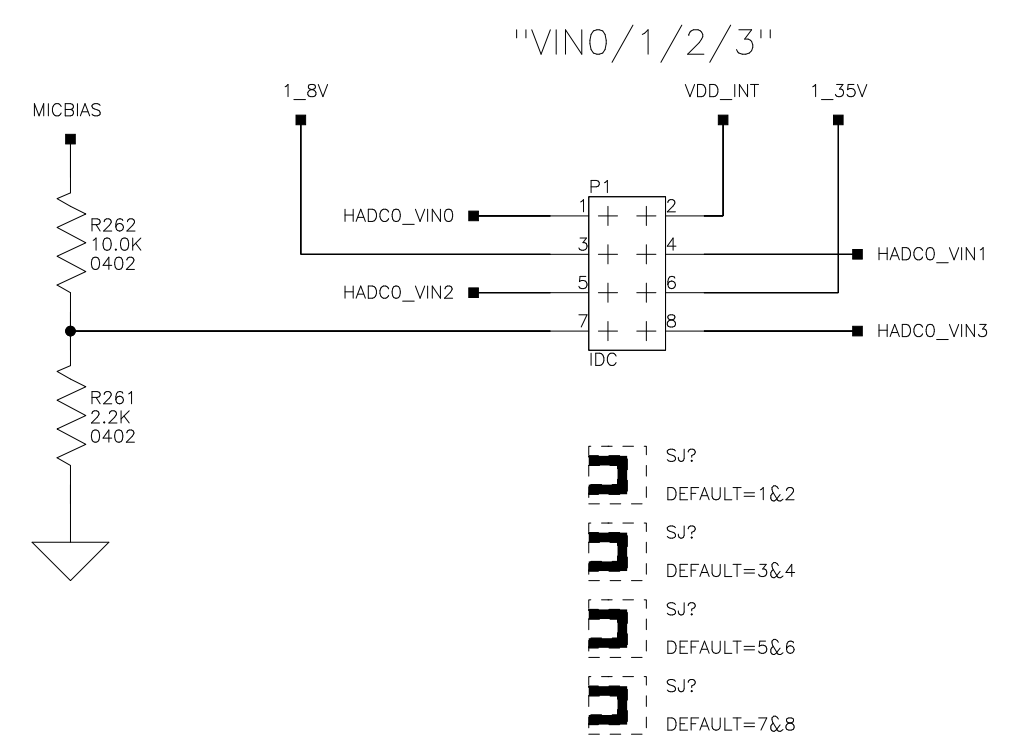 "VIN0/1/2/3"
1_8V
VDD_INT
1_35V
MICBIAS
P1
HADC0_VIN0
1
2
R262
10.0K
0402
3
4
HADC0_VIN1
HADC0_VIN2
5
6
7
8
HADC0_VIN3
IDC
R261
2.2K
0402
SJ?
DEFAULT=1&2
SJ?
DEFAULT=3&4
SJ?
DEFAULT=5&6
SJ?
DEFAULT=7&8